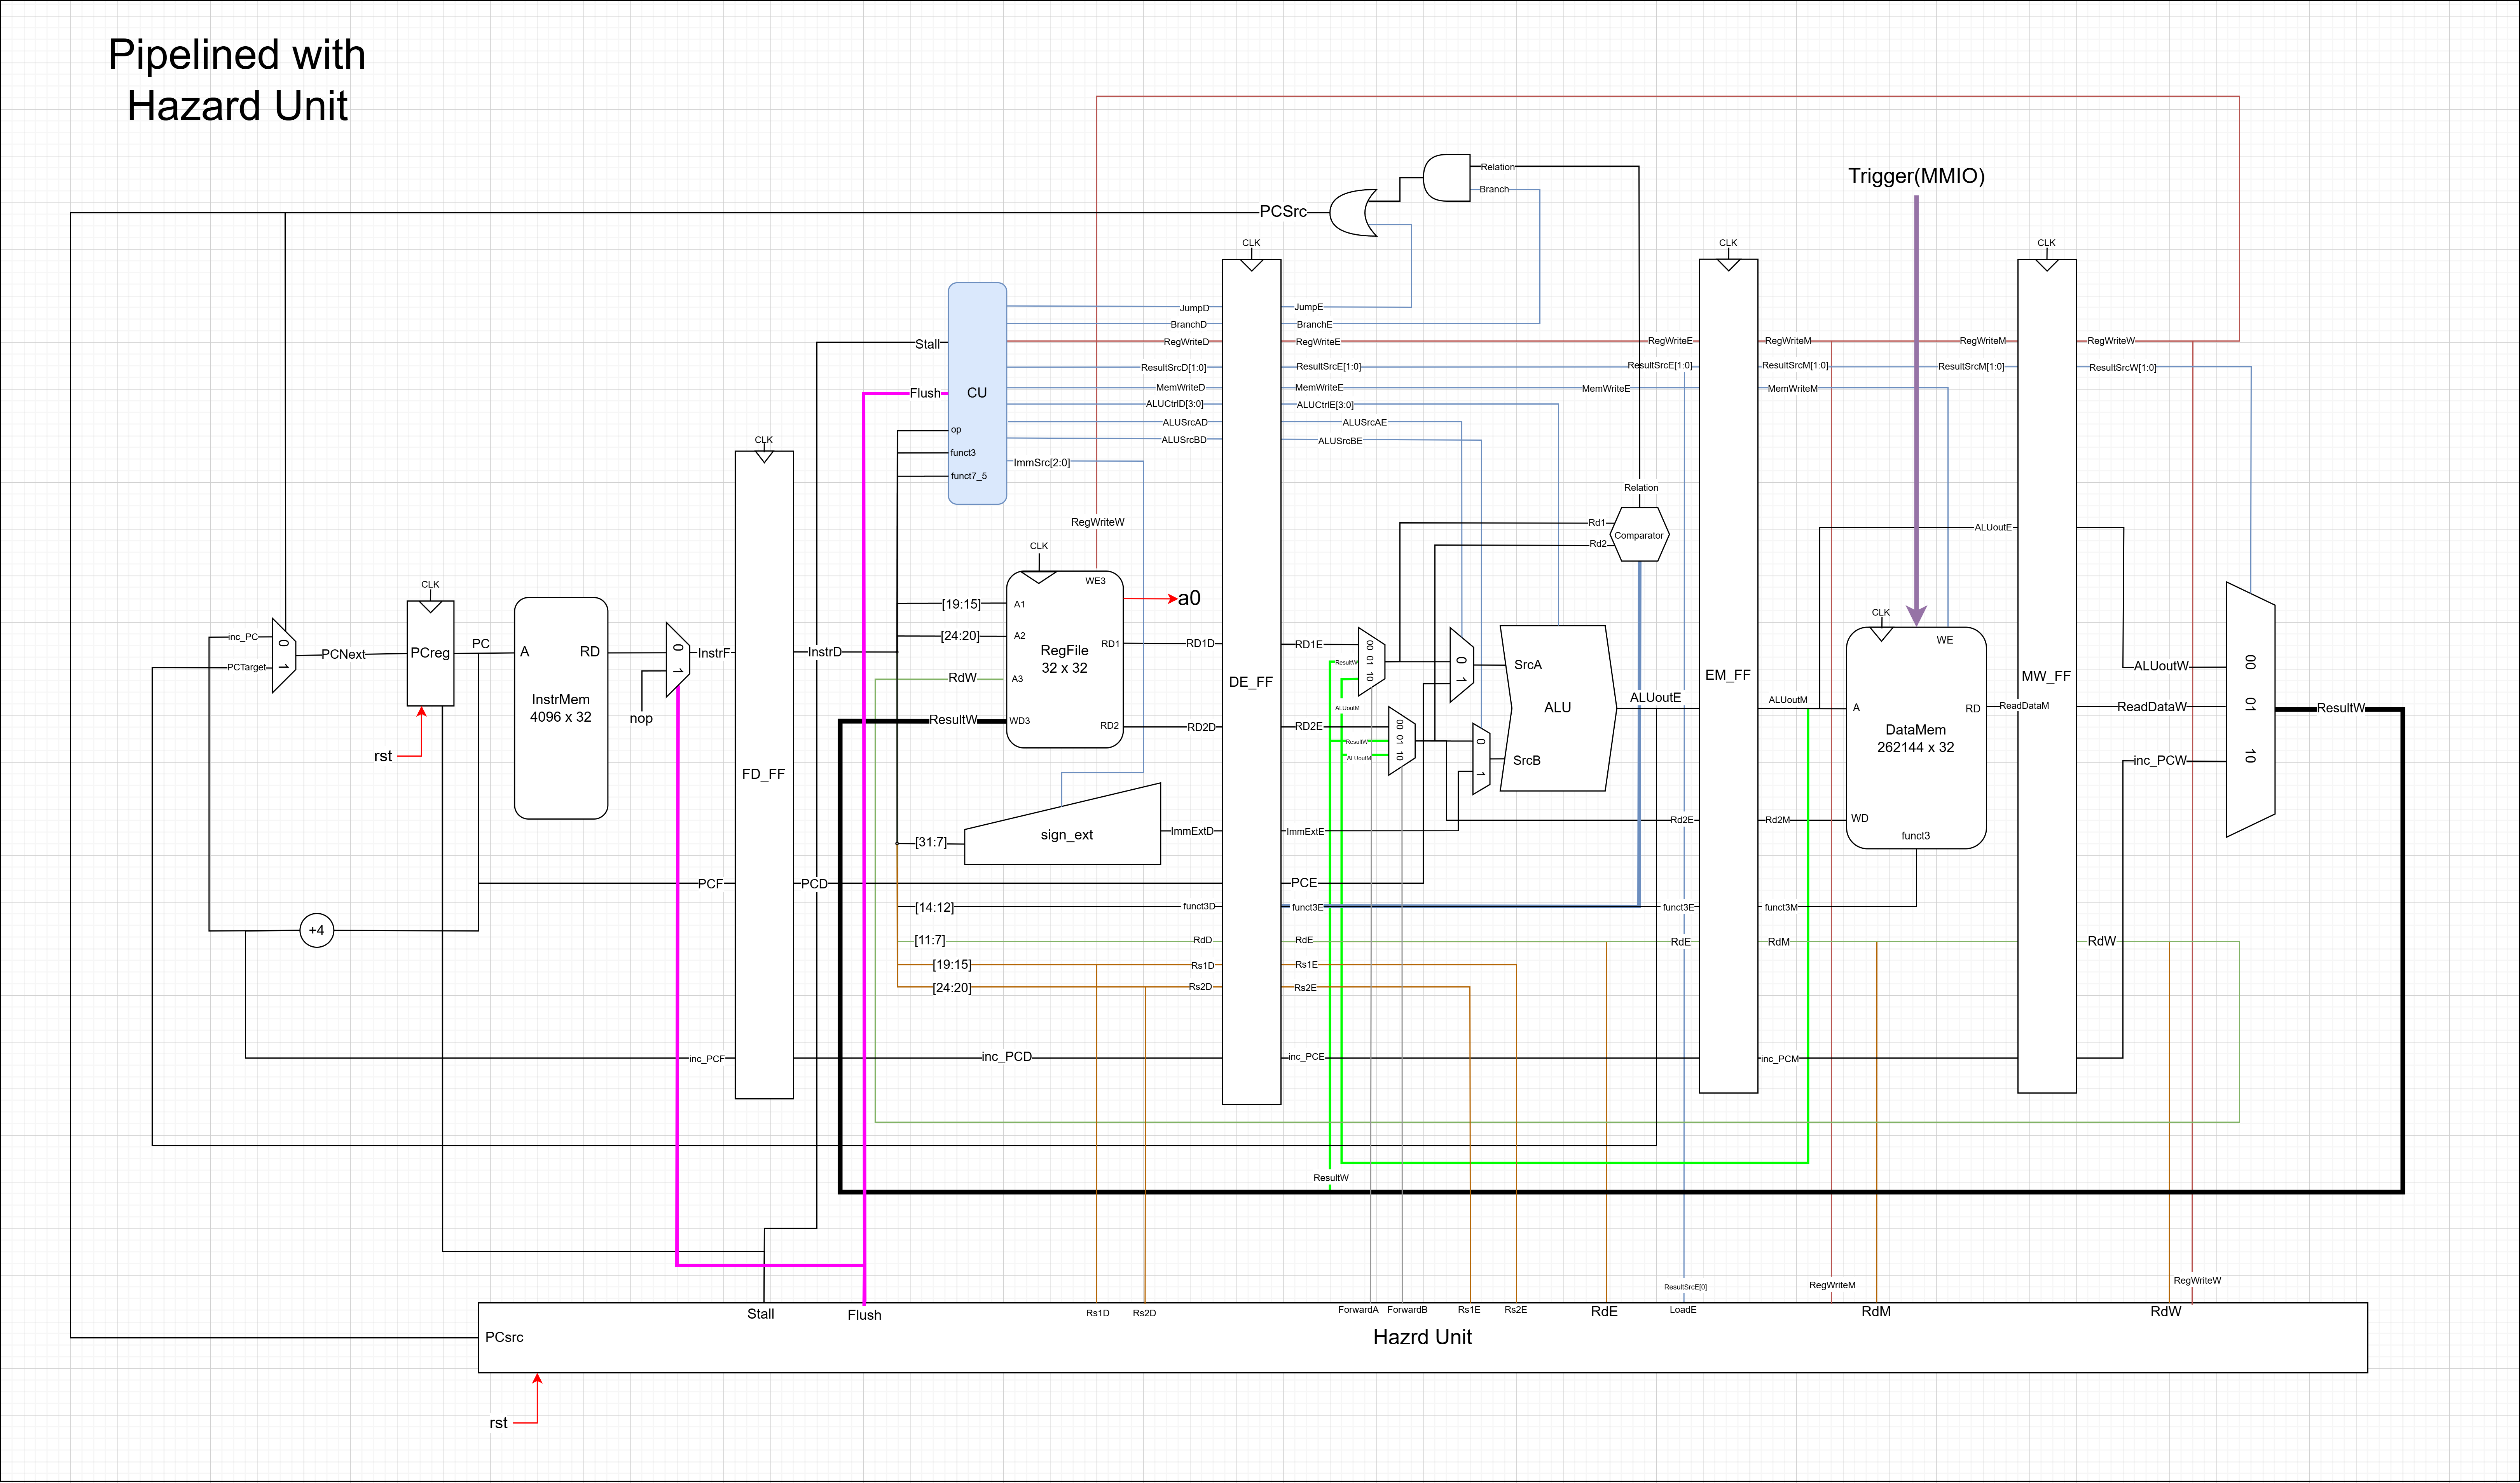 Pipelined with
Hazard Unit
Relation
Branch
Trigger(MMIO)
PCSrc
CLK
CLK
CLK
JumpD
JumpE
BranchD
BranchE
Stall
RegWriteD
RegWriteE
RegWriteE
RegWriteM
RegWriteM
RegWriteW
ResultSrcD[1:0]
ResultSrcE[1:0]
ResultSrcE[1:0]
ResultSrcM[1:0]
ResultSrcM[1:0]
ResultSrcW[1:0]
Flush
CU
MemWriteD
MemWriteE
MemWriteE
MemWriteM
ALUCtrlD[3:0]
ALUCtrlE[3:0]
ALUSrcAD
ALUSrcAE
op
ALUSrcBD
ALUSrcBE
CLK
funct3
ImmSrc[2:0]
funct7_5
Relation
RegWriteW
Rd1
Comparator
Rd2
ALUoutE
CLK
WE3
CLK
a0
[19:15]
A1
CLK
inc_PC
0
[24:20]
A2
WE
PCNext
PCreg
PC
A
RD
0
InstrF
InstrD
RD1
RD1D
RD1E
00 01 10
RegFile
32 x 32
PCTarget
1
1
ResultW
0
1
SrcA
ALUoutW
00
RdW
A3
DE_FF
EM_FF
MW_FF
InstrMem
4096 x 32
nop
ResultW
WD3
ALUoutM
ALU
ALUoutE
ALUoutM
A
RD
ReadDataM
ReadDataW
01
ResultW
RD2
RD2D
RD2E
00 01 10
DataMem
262144 x 32
rst
ResultW
0
ALUoutM
SrcB
inc_PCW
10
FD_FF
1
sign_ext
ImmExtD
ImmExtE
Rd2E
Rd2M
WD
[31:7]
funct3
PCF
PCD
PCE
[14:12]
funct3D
funct3E
funct3E
funct3M
+4
[11:7]
RdD
RdE
RdE
RdM
RdW
[19:15]
Rs1D
Rs1E
[24:20]
Rs2D
Rs2E
inc_PCF
inc_PCD
inc_PCE
inc_PCM
ResultW
ResultSrcE[0]
RegWriteM
RegWriteW
Stall
Flush
Rs1D
Rs2D
ForwardA
ForwardB
Rs1E
Rs2E
RdE
LoadE
RdM
RdW
PCsrc
Hazrd Unit
rst